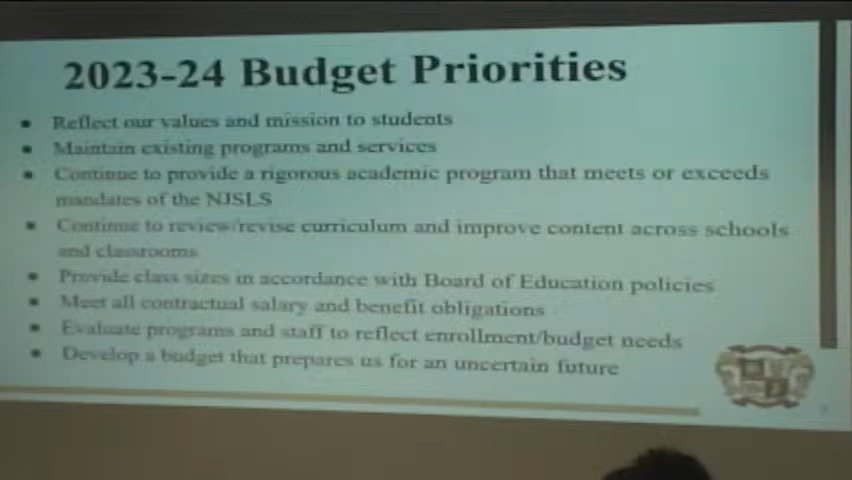 2023-24 Budget Priorities
▪ Reflect our values and mission to students
▪ Maintain existing programs and services
▪ Continue to provide a rigorous academic program that meets or exceeds
mandates of the NJSLS
▪ Continue to review/revise curriculum and improve content across schools
and classrooms
▪ Provide class sizes in accordance with Board of Education policies
▪ Meet all contractual salary and benefit obligations
▪ Evaluate programs and staff to reflect enrollment/budget needs
▪ Develop a budget that prepares us for an uncertain future